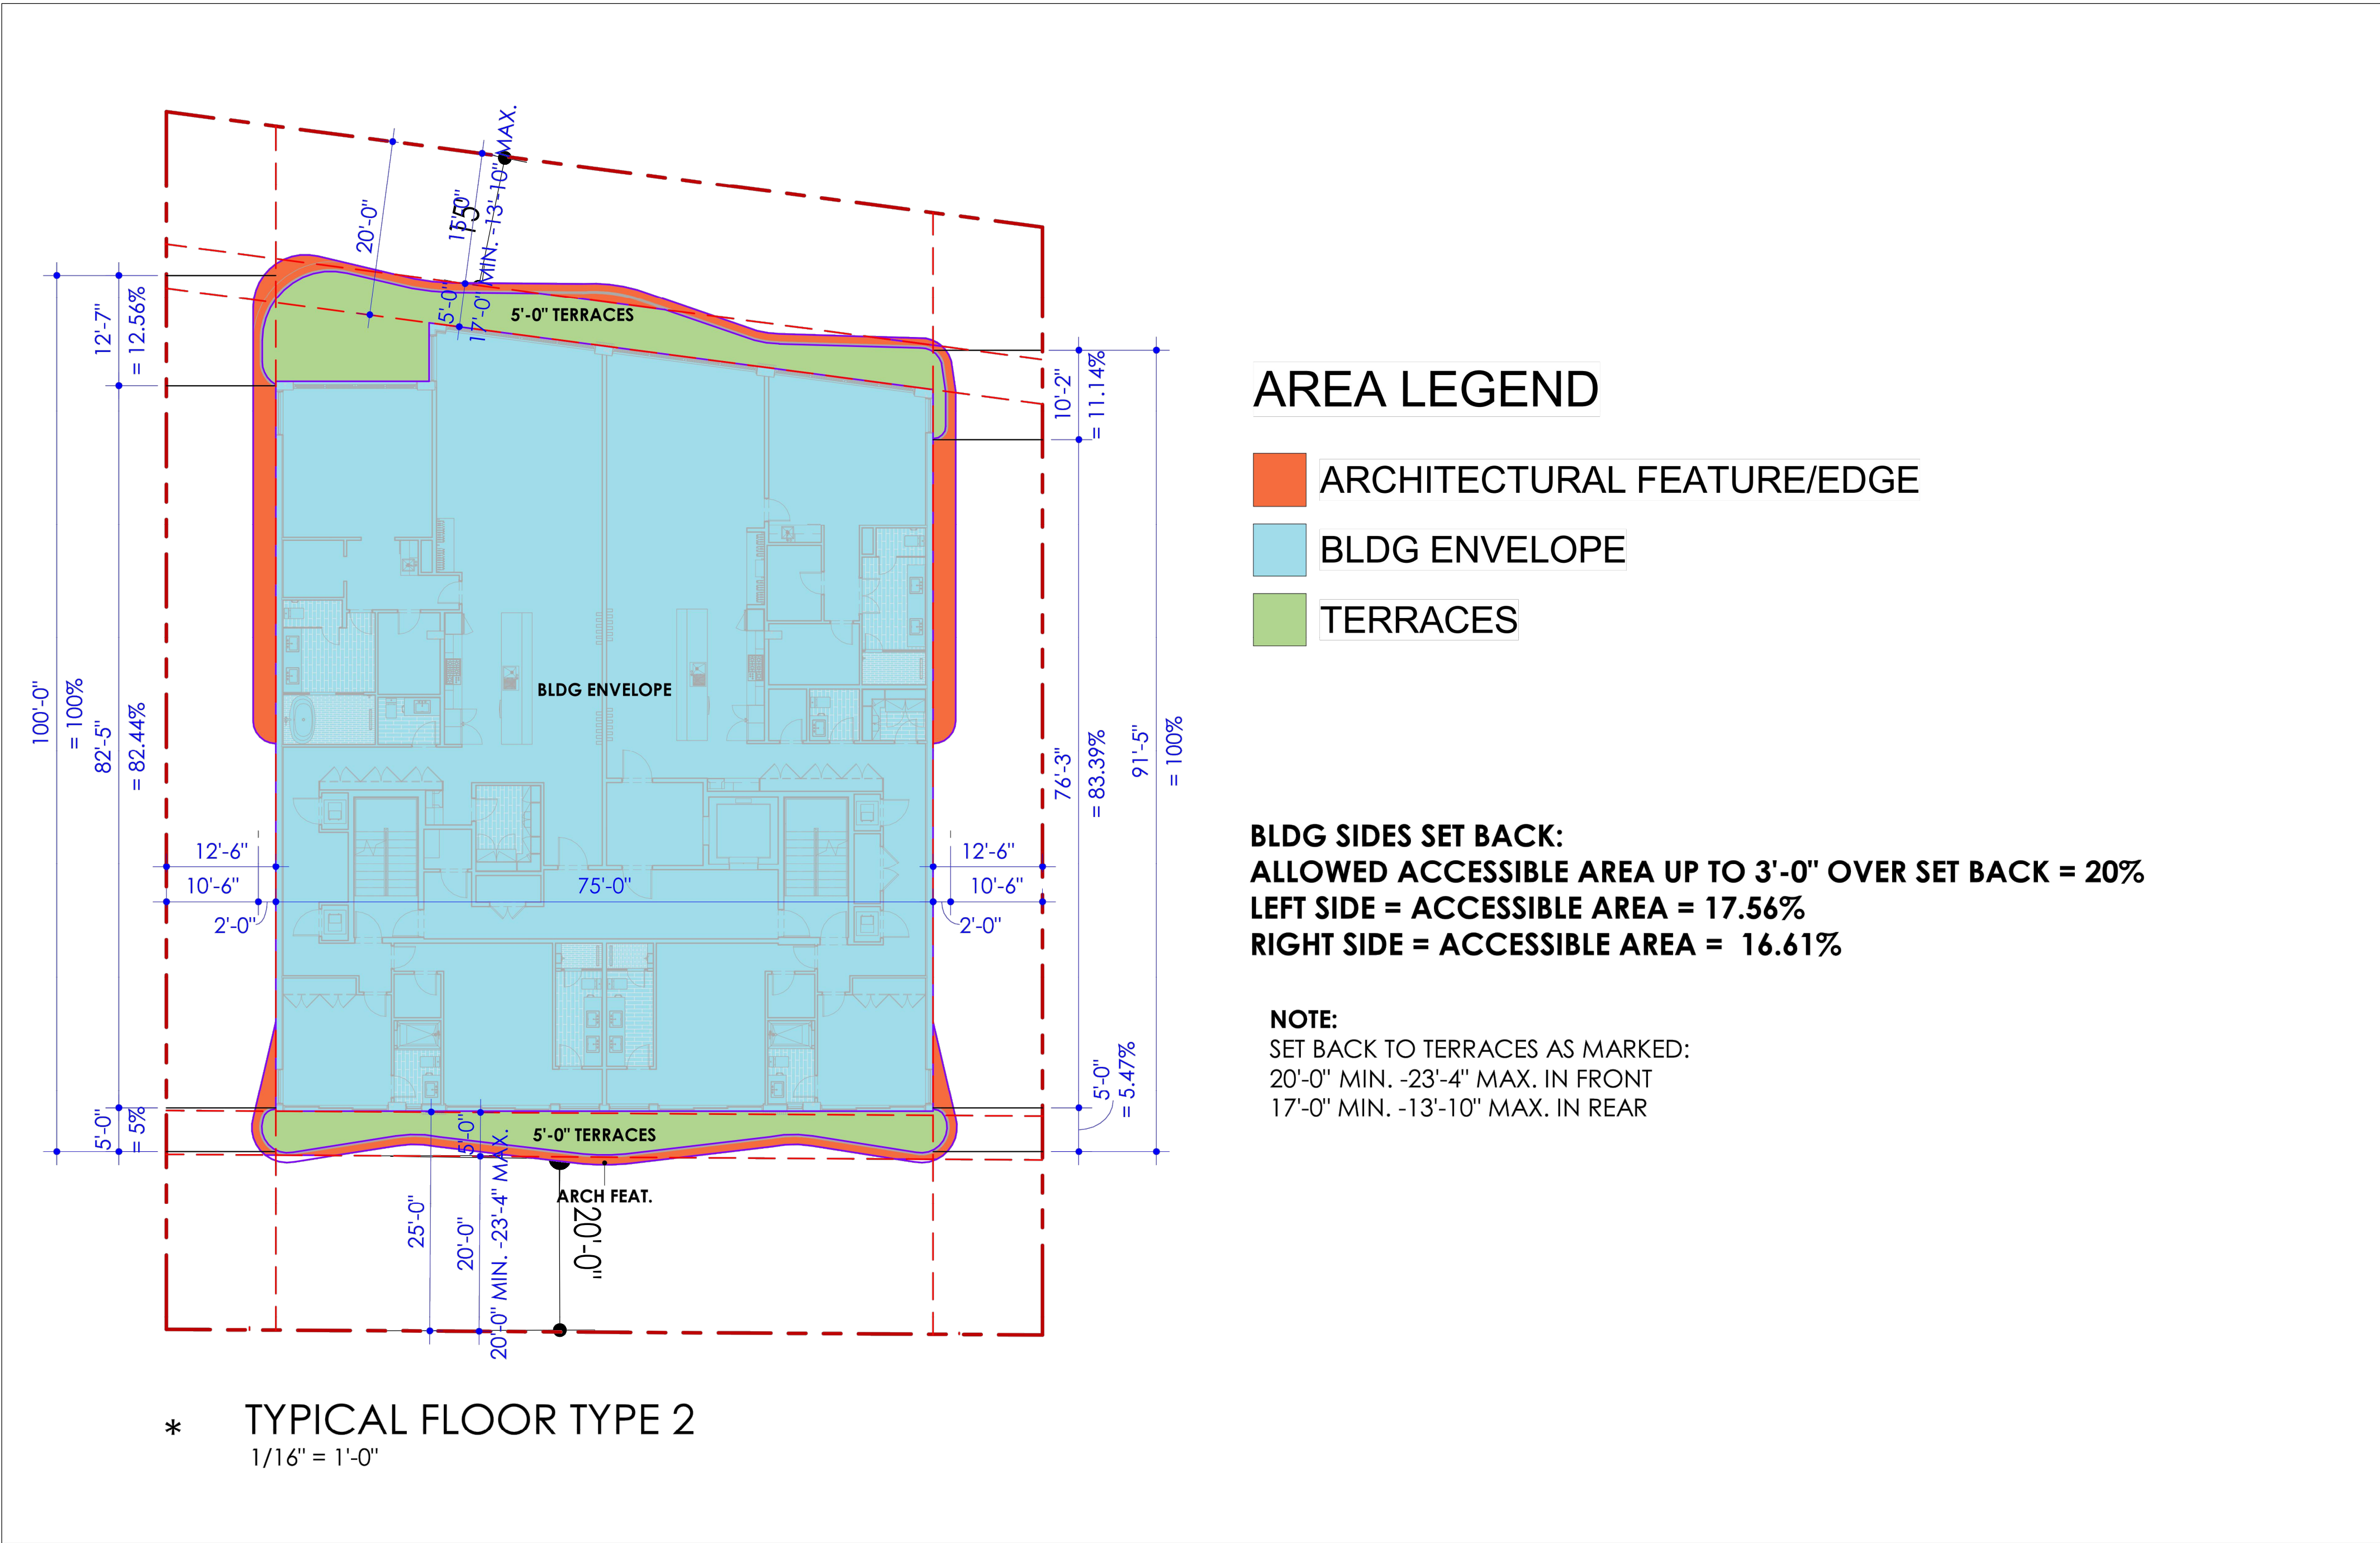 20'-0"
15'-0"
15'
17'-0" MIN. -13'-10" MAX.
5'-0"
5'-0" TERRACES
12'-7"
= 12.56%
100'-0"
= 100%
82'-5"
= 82.44%
5'-0"
= 5%
10'-2"
= 11.14%
76'-3"
= 83.39%
91'-5"
= 100%
5'-0"
= 5.47%
BLDG ENVELOPE
12'-6"
10'-6"
2'-0"
75'-0"
12'-6"
10'-6"
2'-0"
5'-0" TERRACES
5'-0"
ARCH FEAT.
25'-0"
20'-0"
20'-0" MIN. -23'-4" MAX.
20'-0"
* TYPICAL FLOOR TYPE 2
1/16" = 1'-0"
AREA LEGEND
ARCHITECTURAL FEATURE/EDGE
BLDG ENVELOPE
TERRACES
BLDG SIDES SET BACK:
ALLOWED ACCESSIBLE AREA UP TO 3'-0" OVER SET BACK = 20%
LEFT SIDE = ACCESSIBLE AREA = 17.56%
RIGHT SIDE = ACCESSIBLE AREA = 16.61%
NOTE:
SET BACK TO TERRACES AS MARKED:
20'-0" MIN. -23'-4" MAX. IN FRONT
17'-0" MIN. -13'-10" MAX. IN REAR